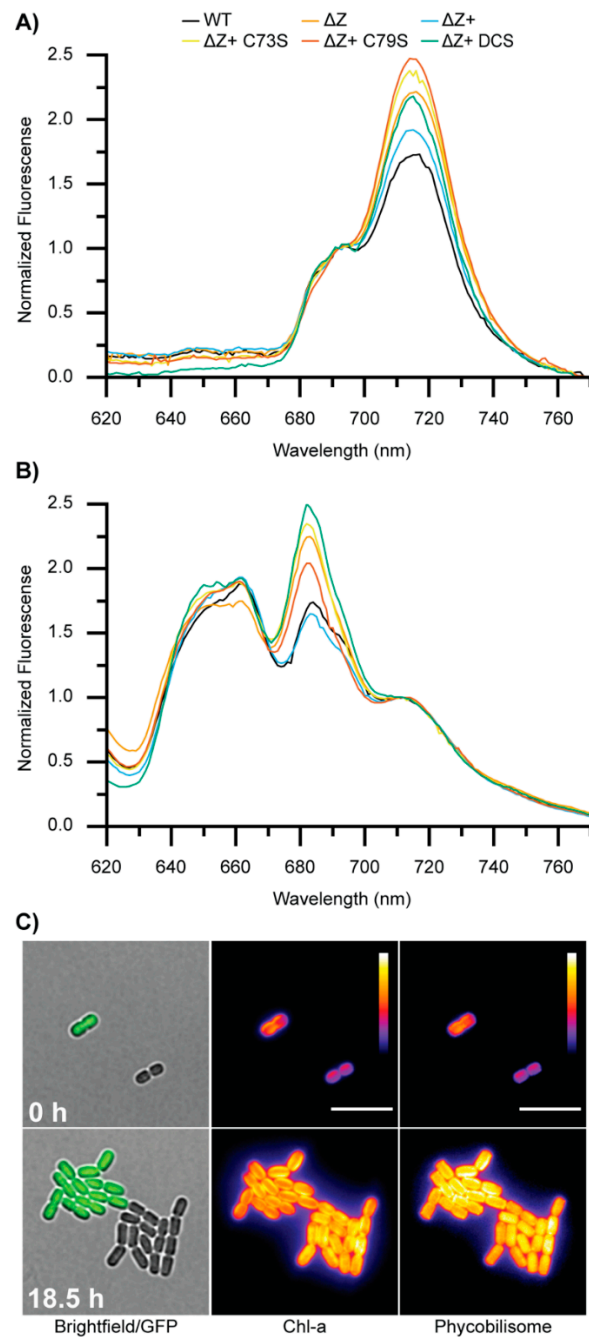 A)
WT ΔZ ΔZ+
ΔZ+ C73S ΔZ+ C79S ΔZ+ DCS
2.5
2.0
1.5
1.0
0.5
0.0
Normalized Fluorescense
620 640 660 680 700 720 740 760
Wavelength (nm)
B)
2.5
2.0
1.5
1.0
0.5
0.0
Normalized Fluorescense
620 640 660 680 700 720 740 760
Wavelength (nm)
C)
0 h
18.5 h
Brightfield/GFP Chl-a Phycobilisome